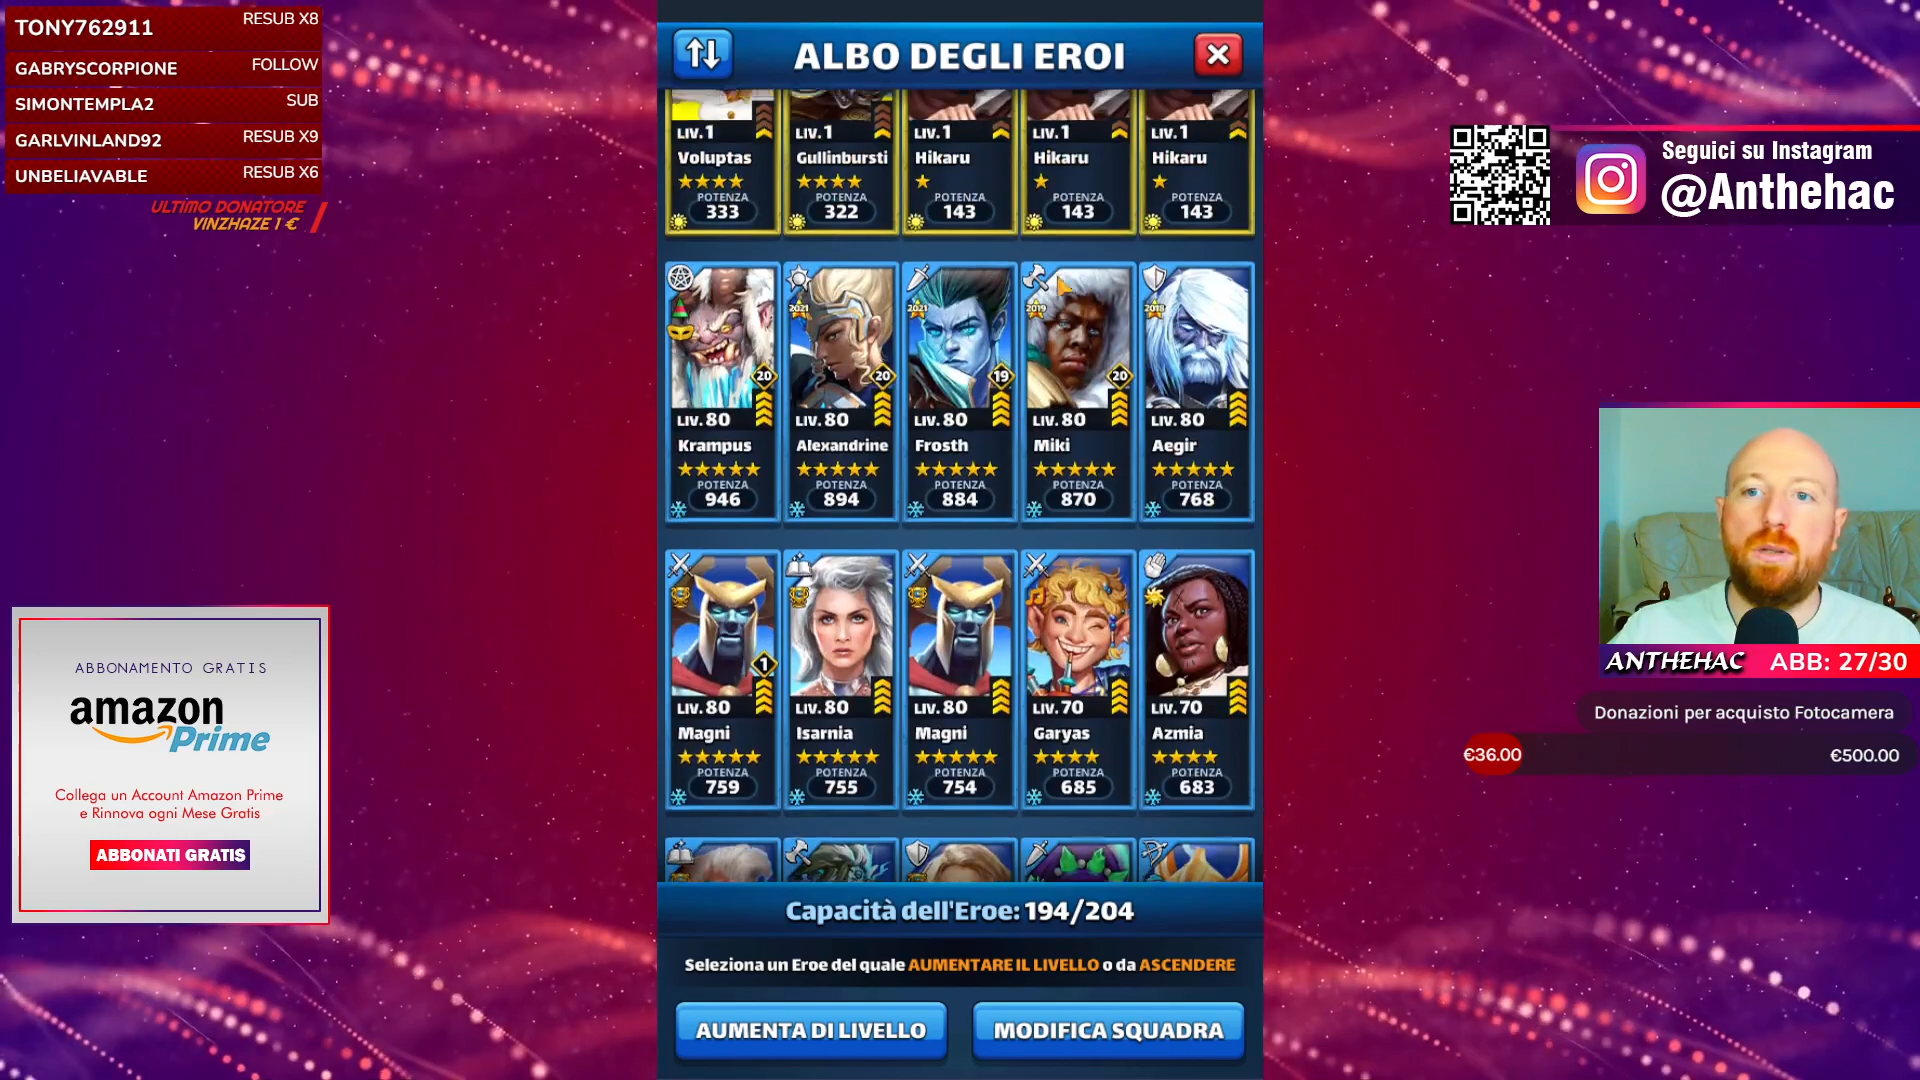 TONY762911 RESUB X8
GABRYSCORPIONE FOLLOW
SIMONTEMPLA2 SUB
GARLVINLAND92 RESUB X9
UNBELIAVABLE RESUB X6
ULTIMO DONATORE
VINZHAZE 1 €
ABBONAMENTO GRATIS
amazon
Prime
Collega un Account Amazon Prime
e Rinnova ogni Mese Gratis
ABBONATI GRATIS
ALBO DEGLI EROI
LIV.1 LIV.1 LIV.1 LIV.1 LIV.1
Voluptas Gullinbursti Hikaru Hikaru Hikaru
POTENZA POTENZA POTENZA POTENZA POTENZA
333 322 143 143 143
2021 2021 2019 2018
20 20 19 20
LIV.80 LIV.80 LIV.80 LIV.80 LIV.80
Krampus Alexandrine Frosth Miki Aegir
POTENZA POTENZA POTENZA POTENZA POTENZA
946 894 884 870 768
1
LIV.80 LIV.80 LIV.80 LIV.70 LIV.70
Magni Isarnia Magni Garyas Azmia
POTENZA POTENZA POTENZA POTENZA POTENZA
759 755 754 685 683
Capacità dell'Eroe: 194/204
Seleziona un Eroe del quale AUMENTARE IL LIVELLO o da ASCENDERE
AUMENTA DI LIVELLO MODIFICA SQUADRA
Seguici su Instagram
@Anthehac
ANTHEHAC ABB: 27/30
Donazioni per acquisto Fotocamera
€36.00 €500.00